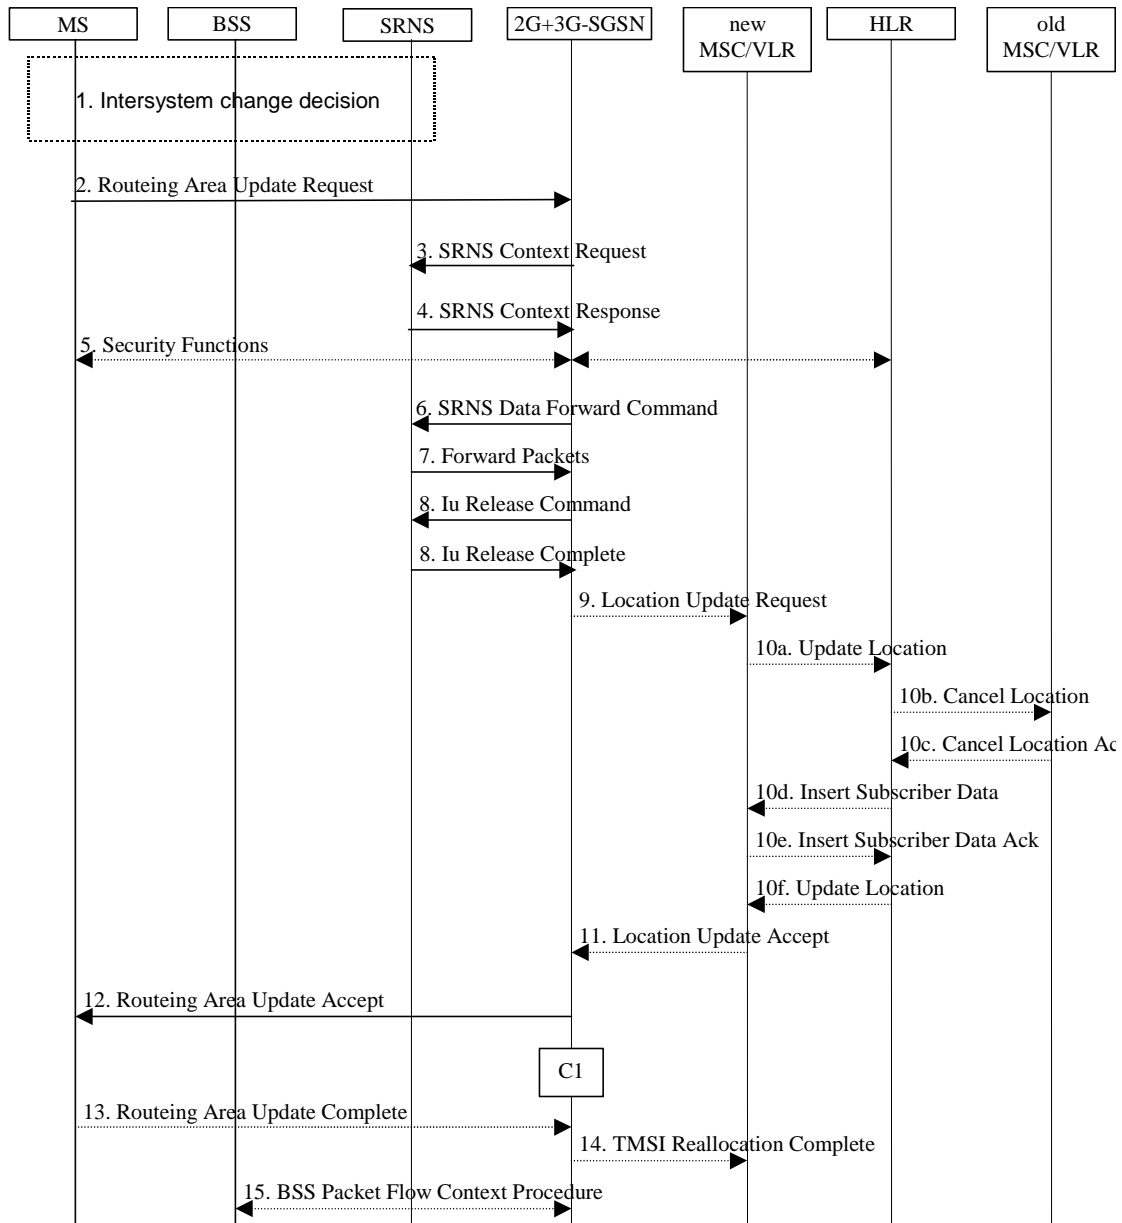 MS
BSS
SRNS
2G+3G-SGSN
new
MSC/VLR
HLR
old
MSC/VLR
1. Intersystem change decision
2. Routeing Area Update Request
3. SRNS Context Request
4. SRNS Context Response
5. Security Functions
6. SRNS Data Forward Command
7. Forward Packets
8. Iu Release Command
8. Iu Release Complete
9. Location Update Request
10a. Update Location
10b. Cancel Location
10c. Cancel Location Ac
10d. Insert Subscriber Data
10e. Insert Subscriber Data Ack
10f. Update Location
11. Location Update Accept
12. Routeing Area Update Accept
C1
13. Routeing Area Update Complete
14. TMSI Reallocation Complete
15. BSS Packet Flow Context Procedure